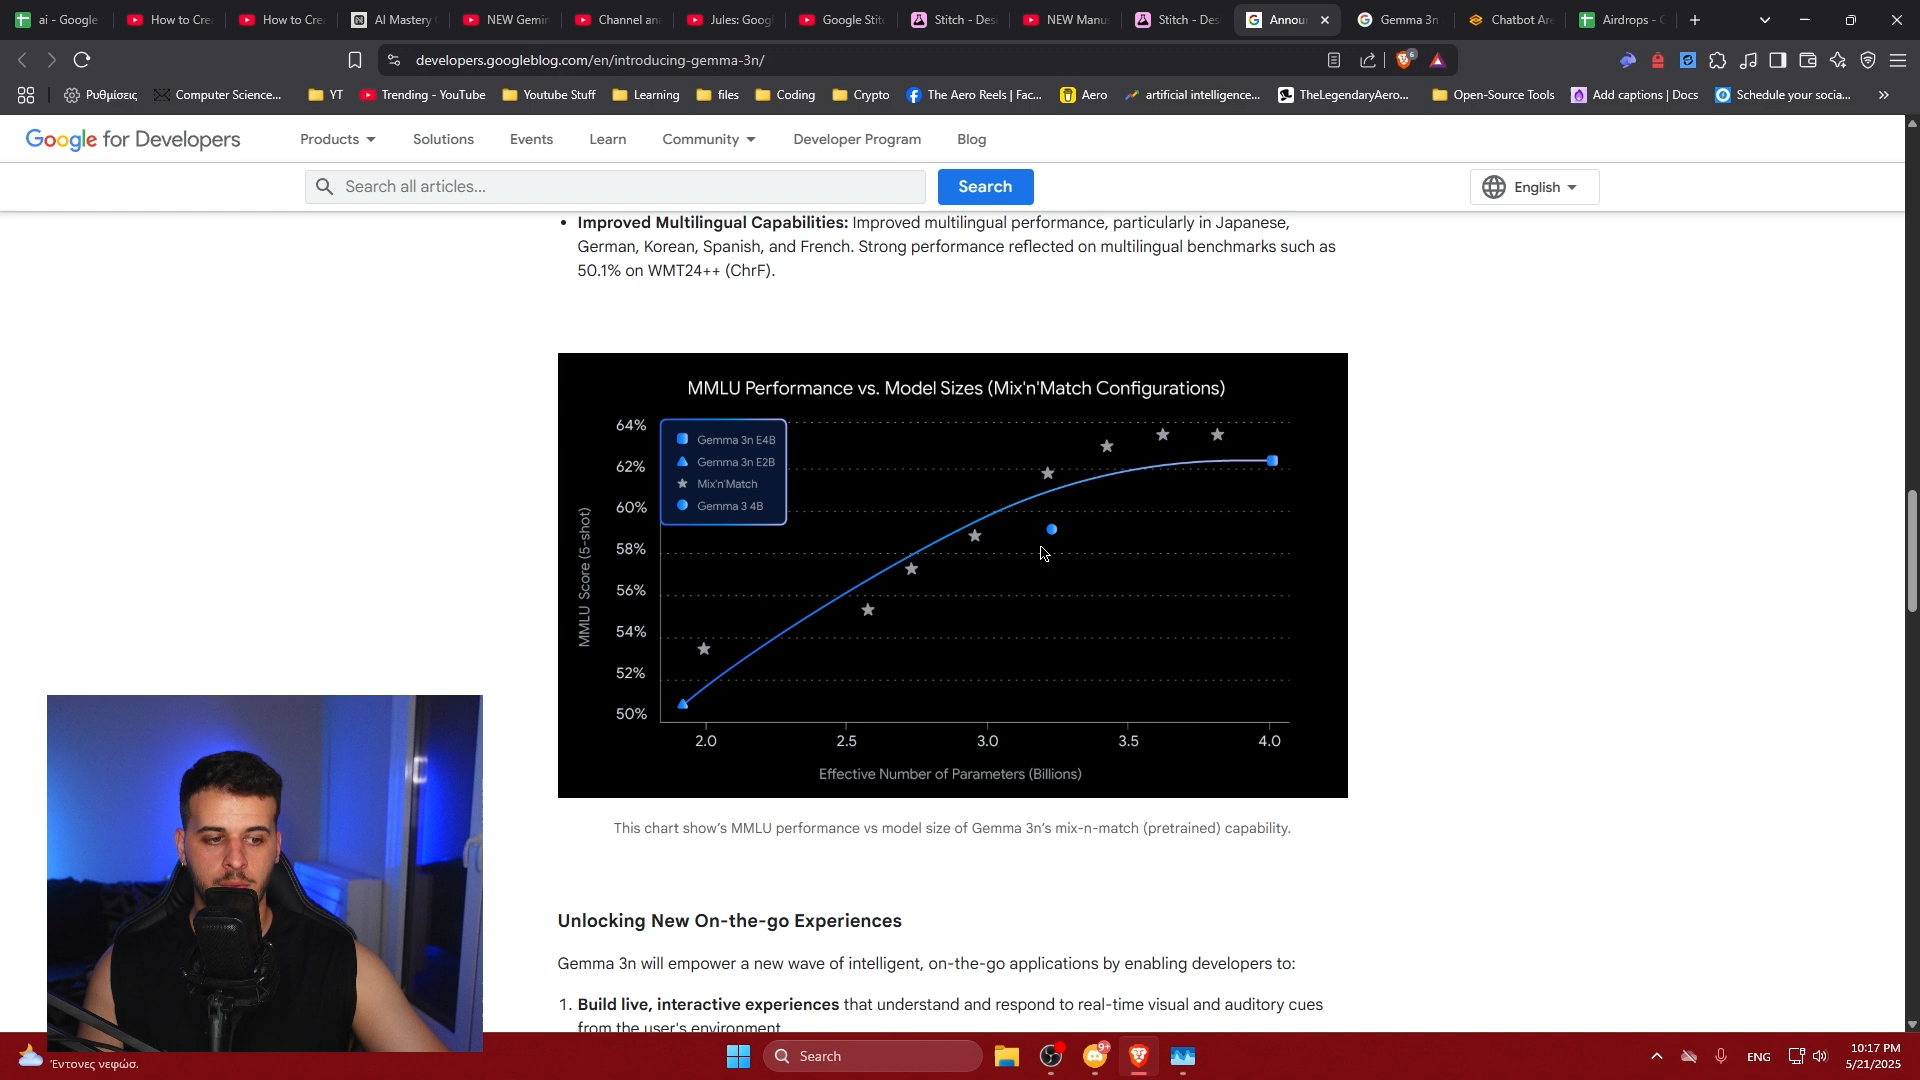 ai - Google
How to Cre
How to Cre
AI Mastery
NEW Gemin
Channel ana
Jules: Goog
Google Stit
Stitch - Des
NEW Manu
Stitch - Des
Annou
Gemma 3n
Chatbot Are
Airdrops -
developers.googleblog.com/en/introducing-gemma-3n/
6
Ρυθμίσεις
Computer Science...
YT
Trending - YouTube
Youtube Stuff
Learning
files
Coding
Crypto
The Aero Reels | Fac...
Aero
artificial intelligence...
TheLegendaryAero...
Open-Source Tools
Add captions | Docs
Schedule your socia...
Google for Developers
Products
Solutions
Events
Learn
Community
Developer Program
Blog
Search all articles...
Search
English
• Improved Multilingual Capabilities: Improved multilingual performance, particularly in Japanese,
German, Korean, Spanish, and French. Strong performance reflected on multilingual benchmarks such as
50.1% on WMT24++ (ChrF).
MMLU Performance vs. Model Sizes (Mix'n'Match Configurations)
64%
62%
60%
58%
56%
54%
52%
50%
MMLU Score (5-shot)
Gemma 3n E4B
Gemma 3n E2B
Mix'n'Match
Gemma 3 4B
2.0
2.5
3.0
3.5
4.0
Effective Number of Parameters (Billions)
This chart show's MMLU performance vs model size of Gemma 3n's mix-n-match (pretrained) capability.
Unlocking New On-the-go Experiences
Gemma 3n will empower a new wave of intelligent, on-the-go applications by enabling developers to:
1. Build live, interactive experiences that understand and respond to real-time visual and auditory cues
from the user's environment
Έντονες νεφώσ.
Search
9+
ENG
10:17 PM
5/21/2025